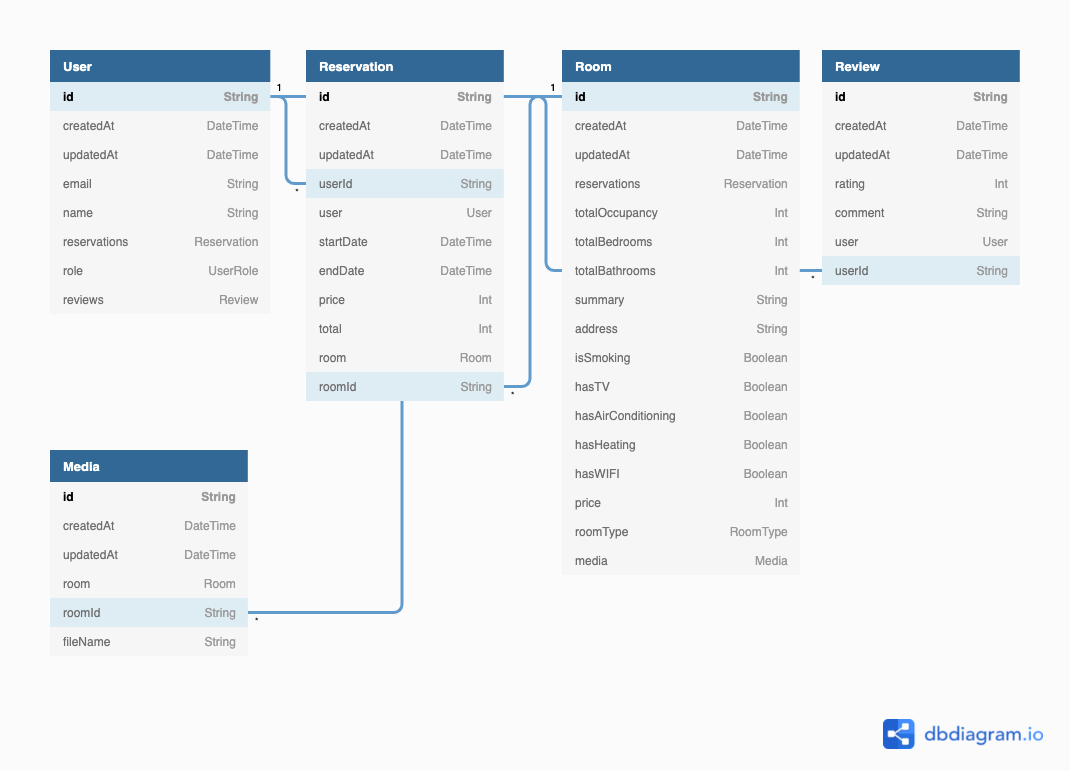 User
id String
createdAt DateTime
updatedAt DateTime
email String
name String
reservations Reservation
role UserRole
reviews Review
1
*
Reservation
id String
createdAt DateTime
updatedAt DateTime
userId String
user User
startDate DateTime
endDate DateTime
price Int
total Int
room Room
roomId String
1
*
Room
id String
createdAt DateTime
updatedAt DateTime
reservations Reservation
totalOccupancy Int
totalBedrooms Int
totalBathrooms Int
summary String
address String
isSmoking Boolean
hasTV Boolean
hasAirConditioning Boolean
hasHeating Boolean
hasWIFI Boolean
price Int
roomType RoomType
media Media
*
Review
id String
createdAt DateTime
updatedAt DateTime
rating Int
comment String
user User
userId String
Media
id String
createdAt DateTime
updatedAt DateTime
room Room
roomId String
fileName String
*
dbdiagram.io